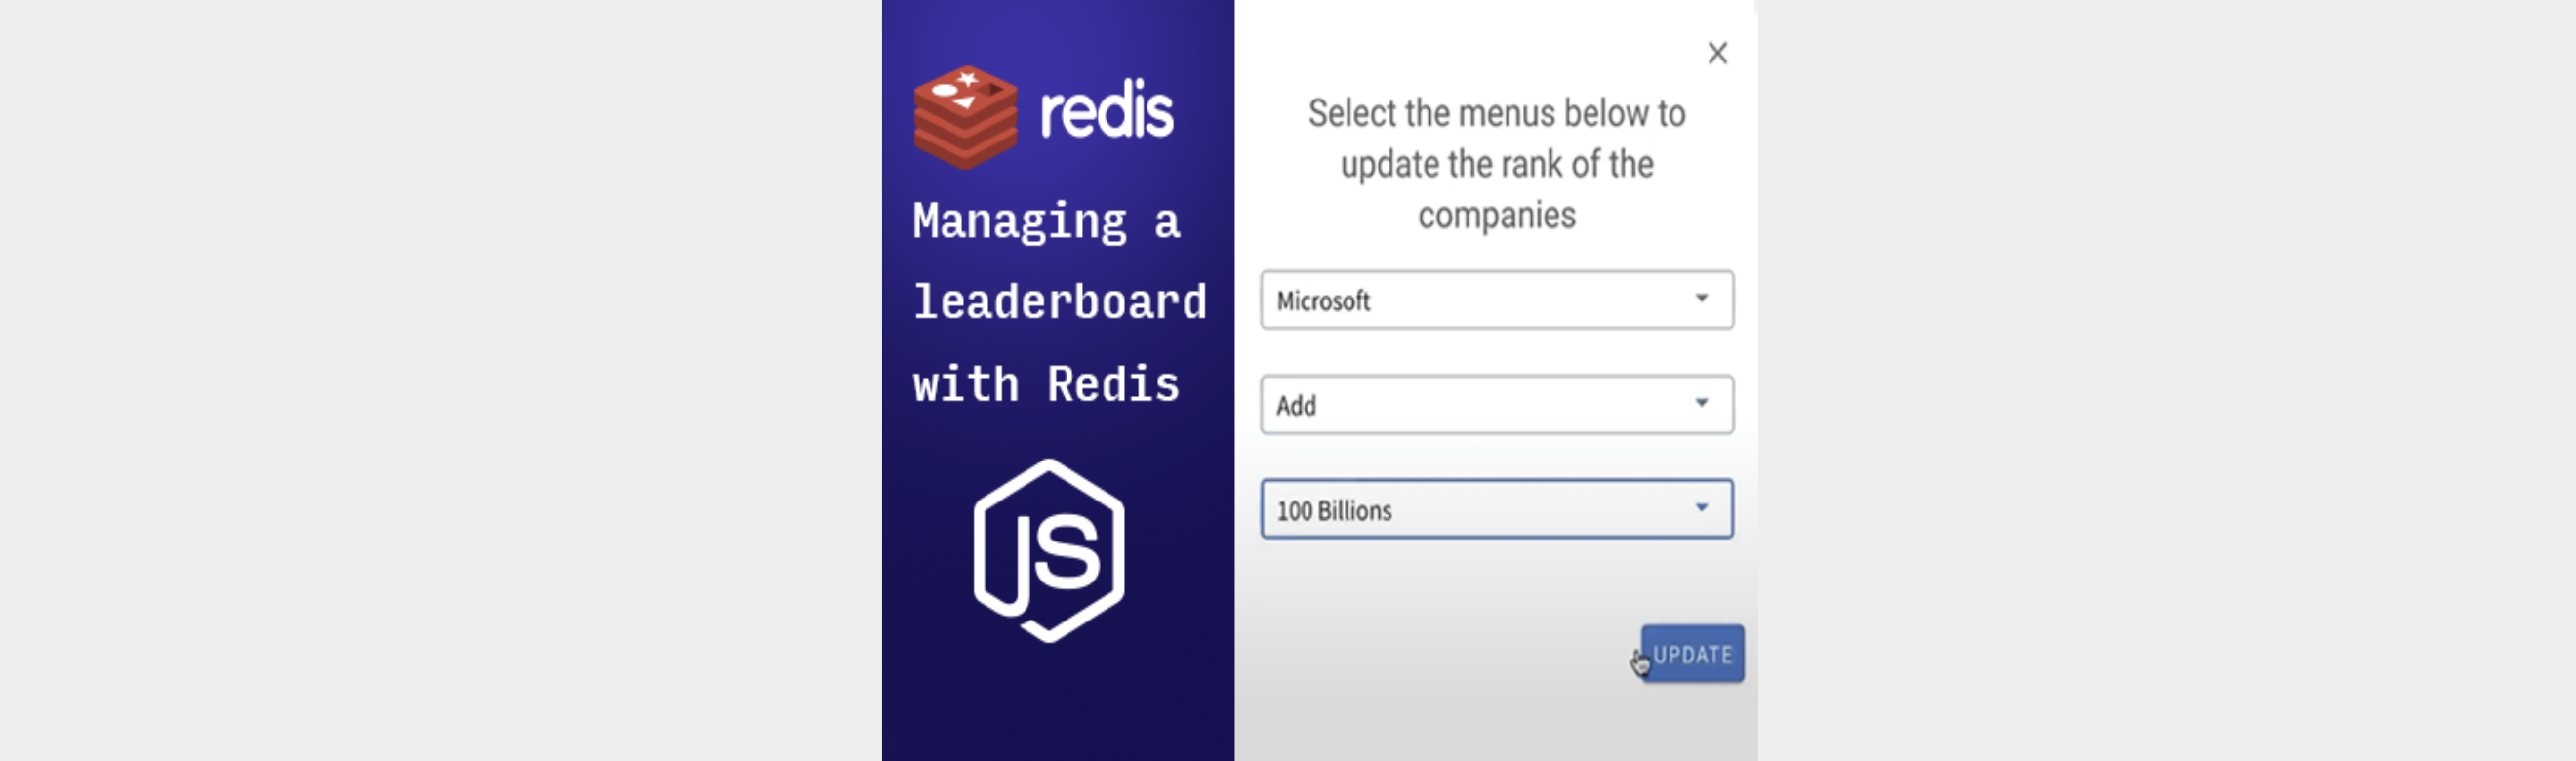 redis
Managing a
leaderboard
with Redis
JS
X
Select the menus below to
update the rank of the
companies
Microsoft
Add
100 Billions
UPDATE